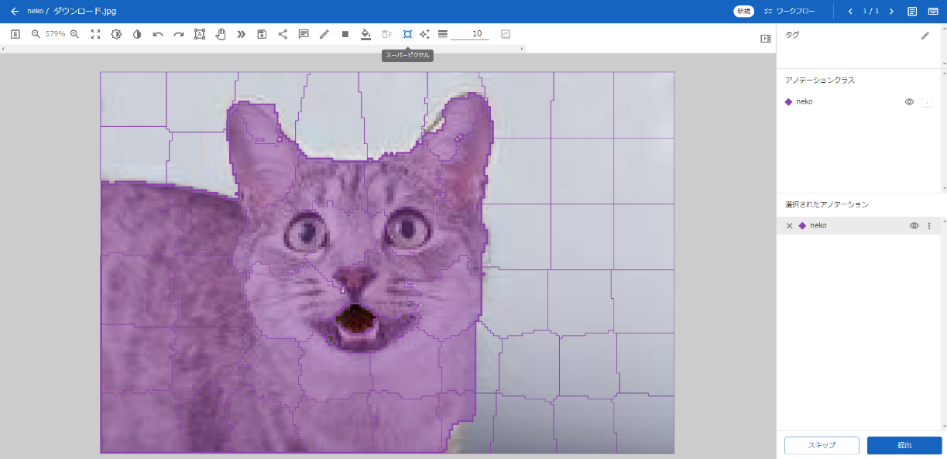 neko / ダウンロード.jpg
新規
ワークフロー
1 / 1
579%
10
スーパーピクセル
タグ
アノテーションクラス
neko
選択されたアノテーション
neko
スキップ
提出